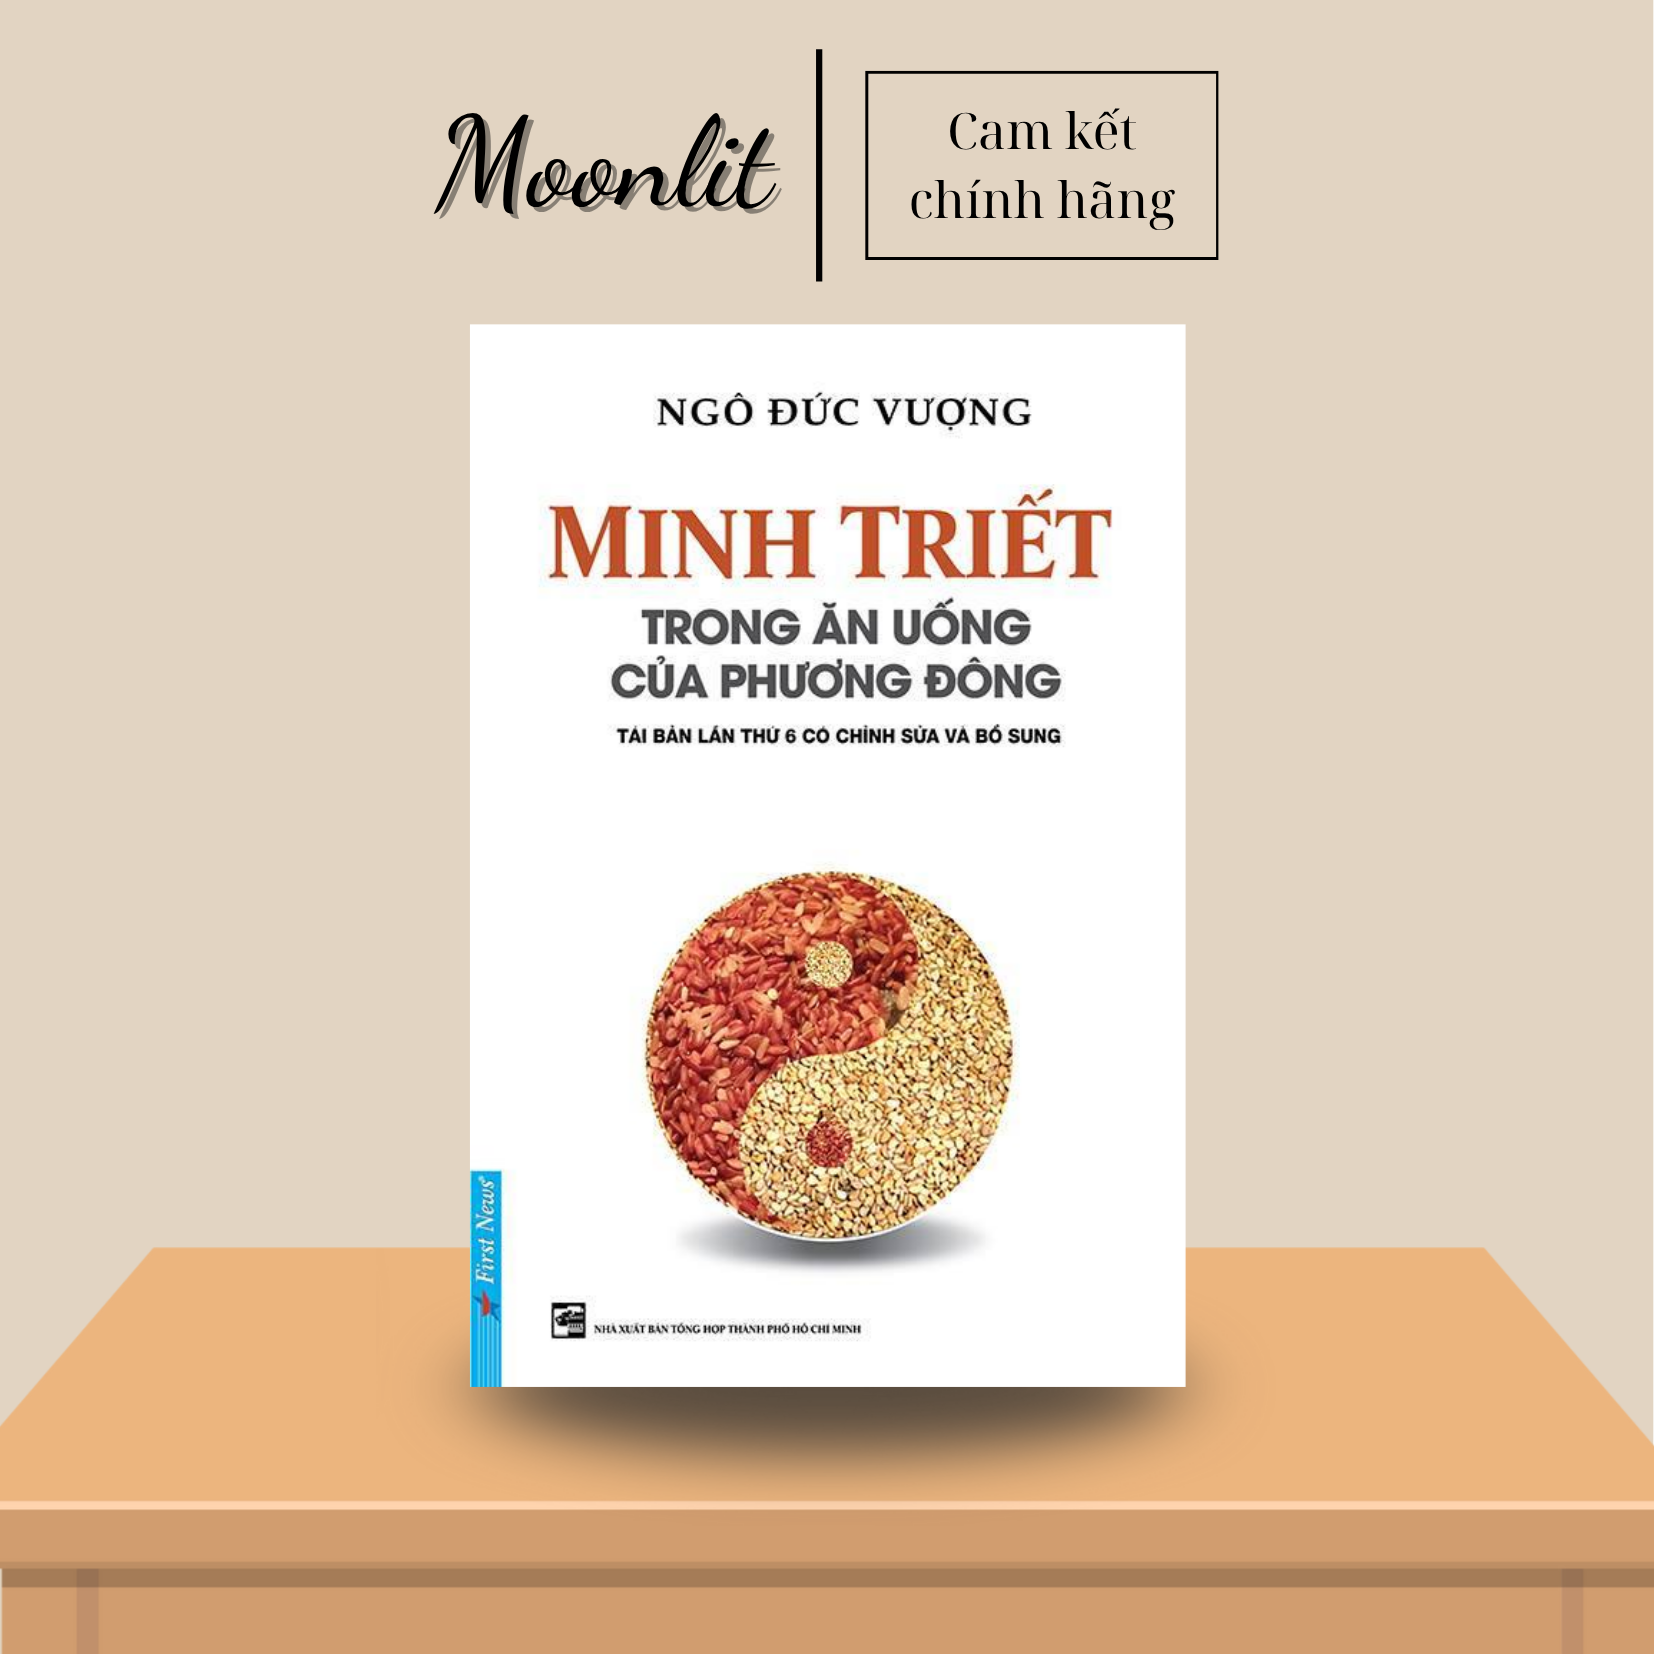 Moonlit
Cam kết
chính hãng
NGÔ ĐỨC VƯỢNG
MINH TRIẾT
TRONG ĂN UỐNG
CỦA PHƯƠNG ĐÔNG
TÁI BẢN LẦN THỨ 6 CÓ CHỈNH SỬA VÀ BỔ SUNG
First News
NHÀ XUẤT BẢN TỔNG HỢP THÀNH PHỐ HỒ CHÍ MINH